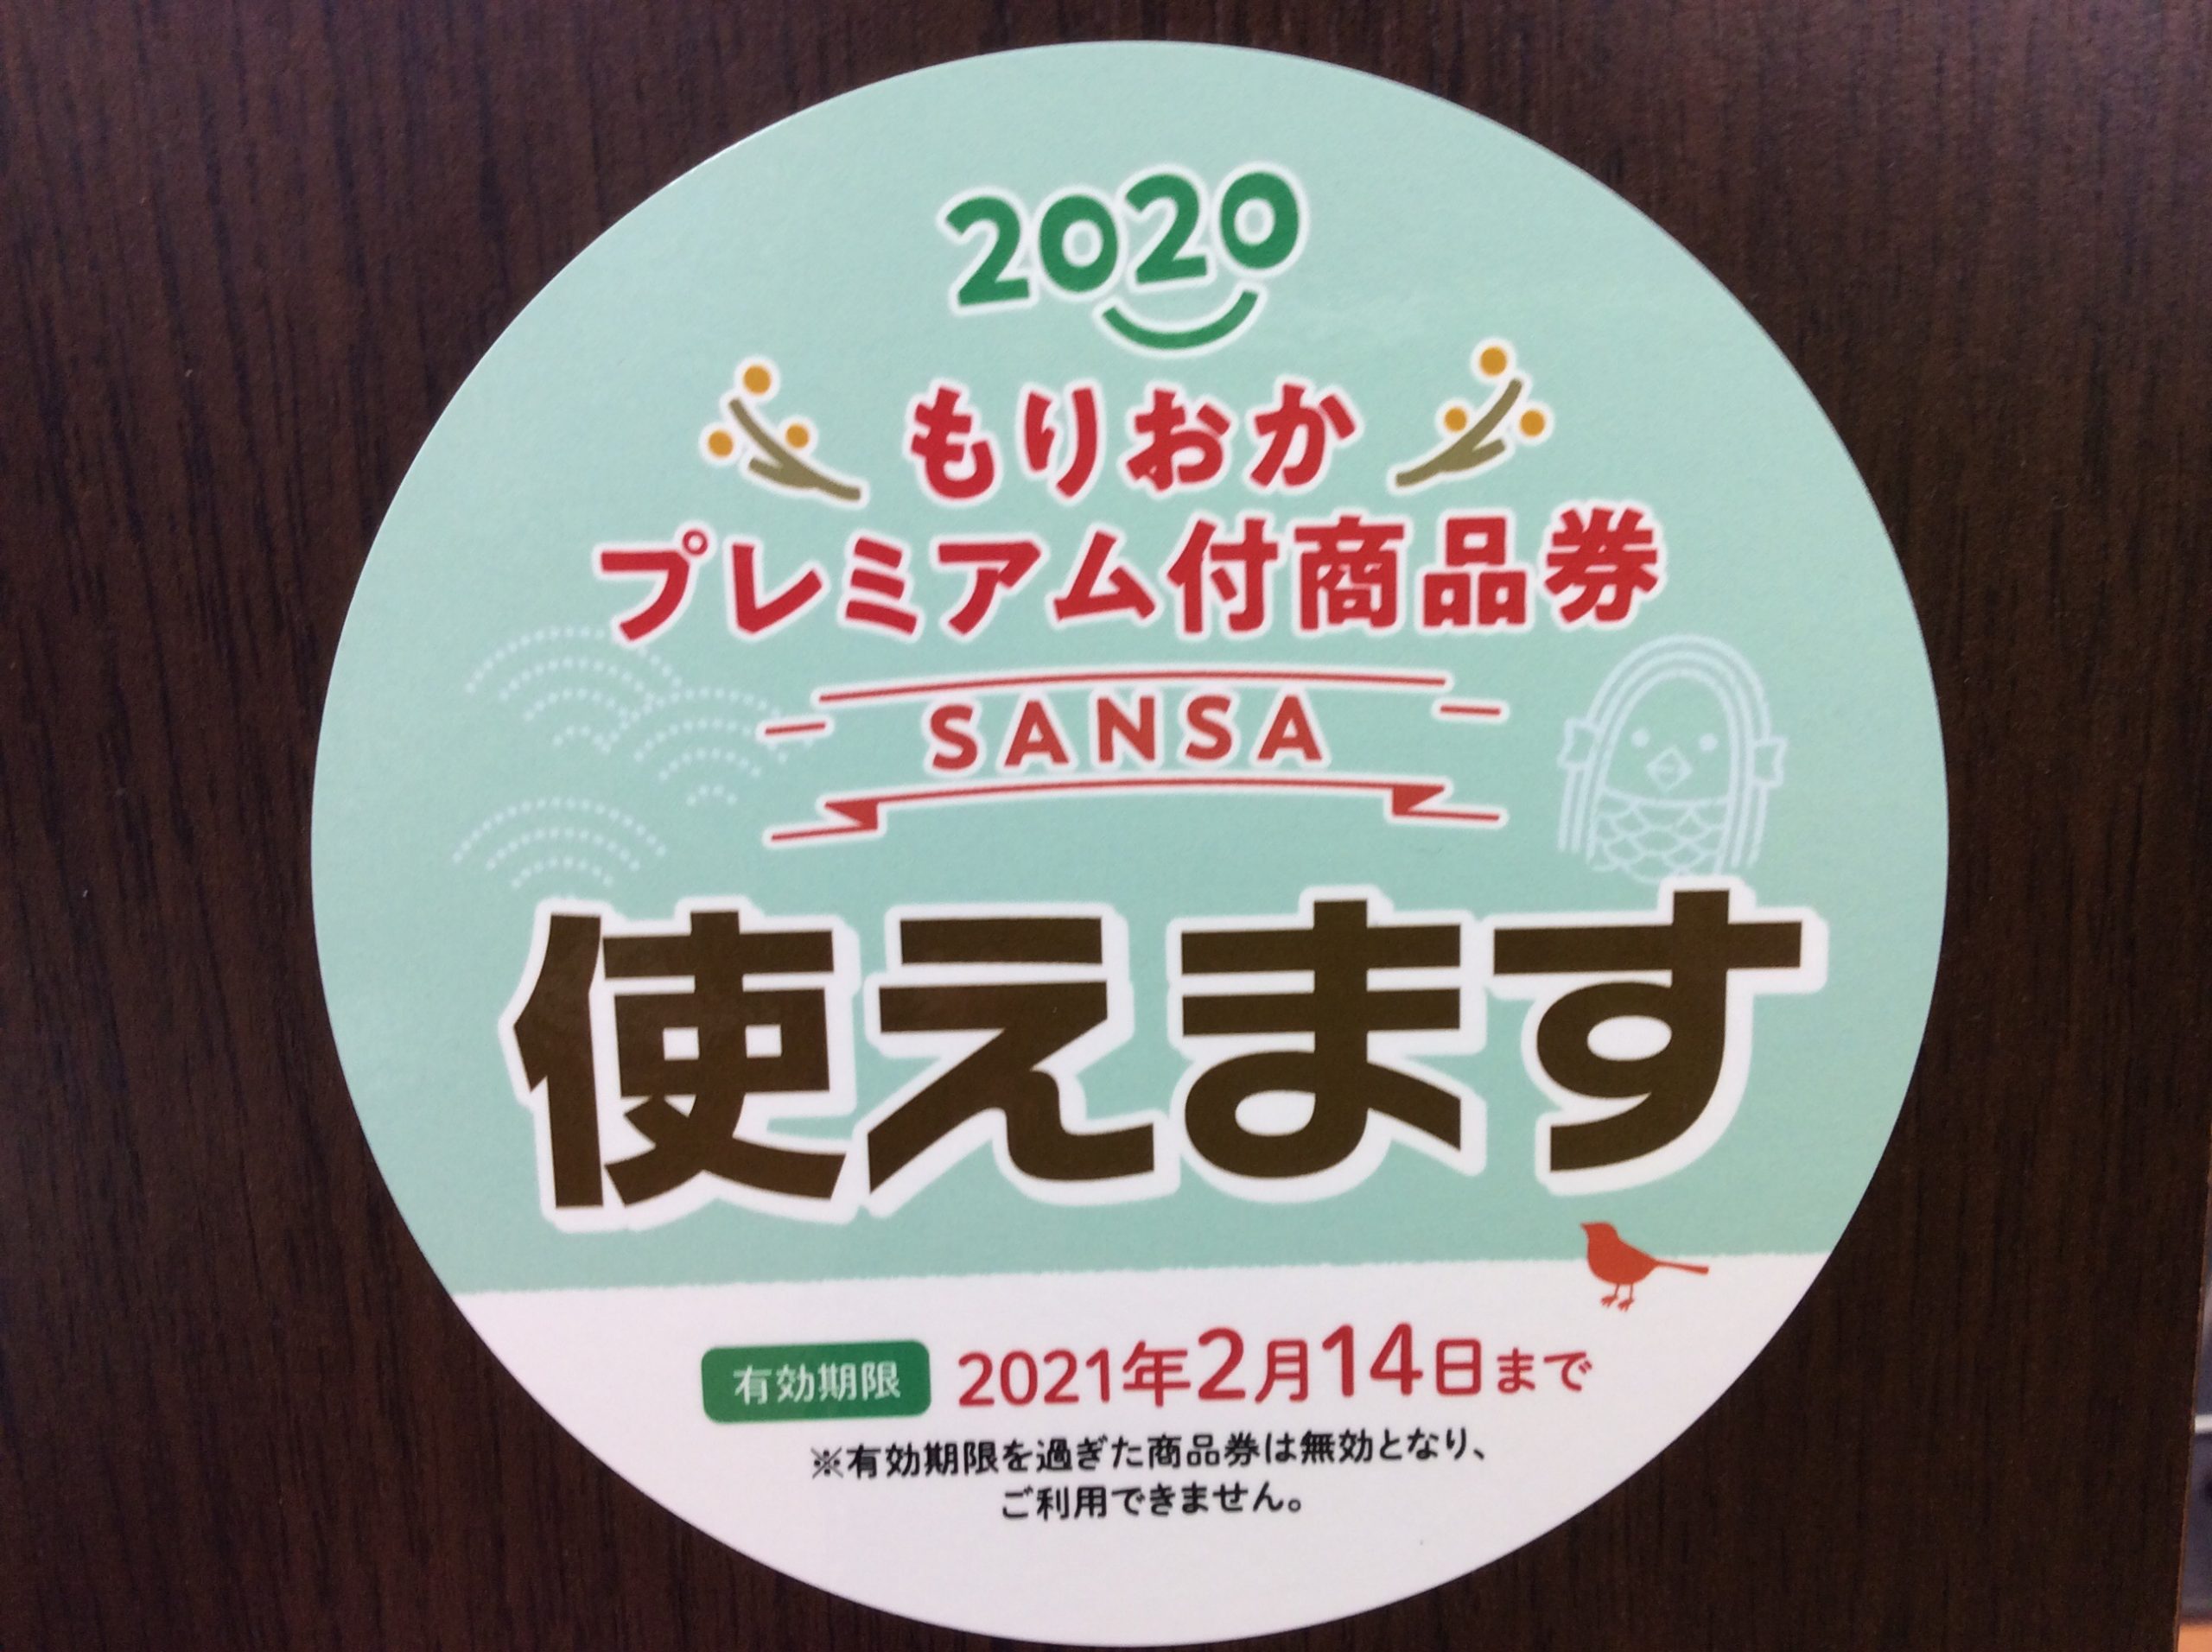 2020
もりおか
プレミアム付商品券
SANSA
使えます
有効期限 2021年2月14日まで
※有効期限を過ぎた商品券は無効となり、
ご利用できません。